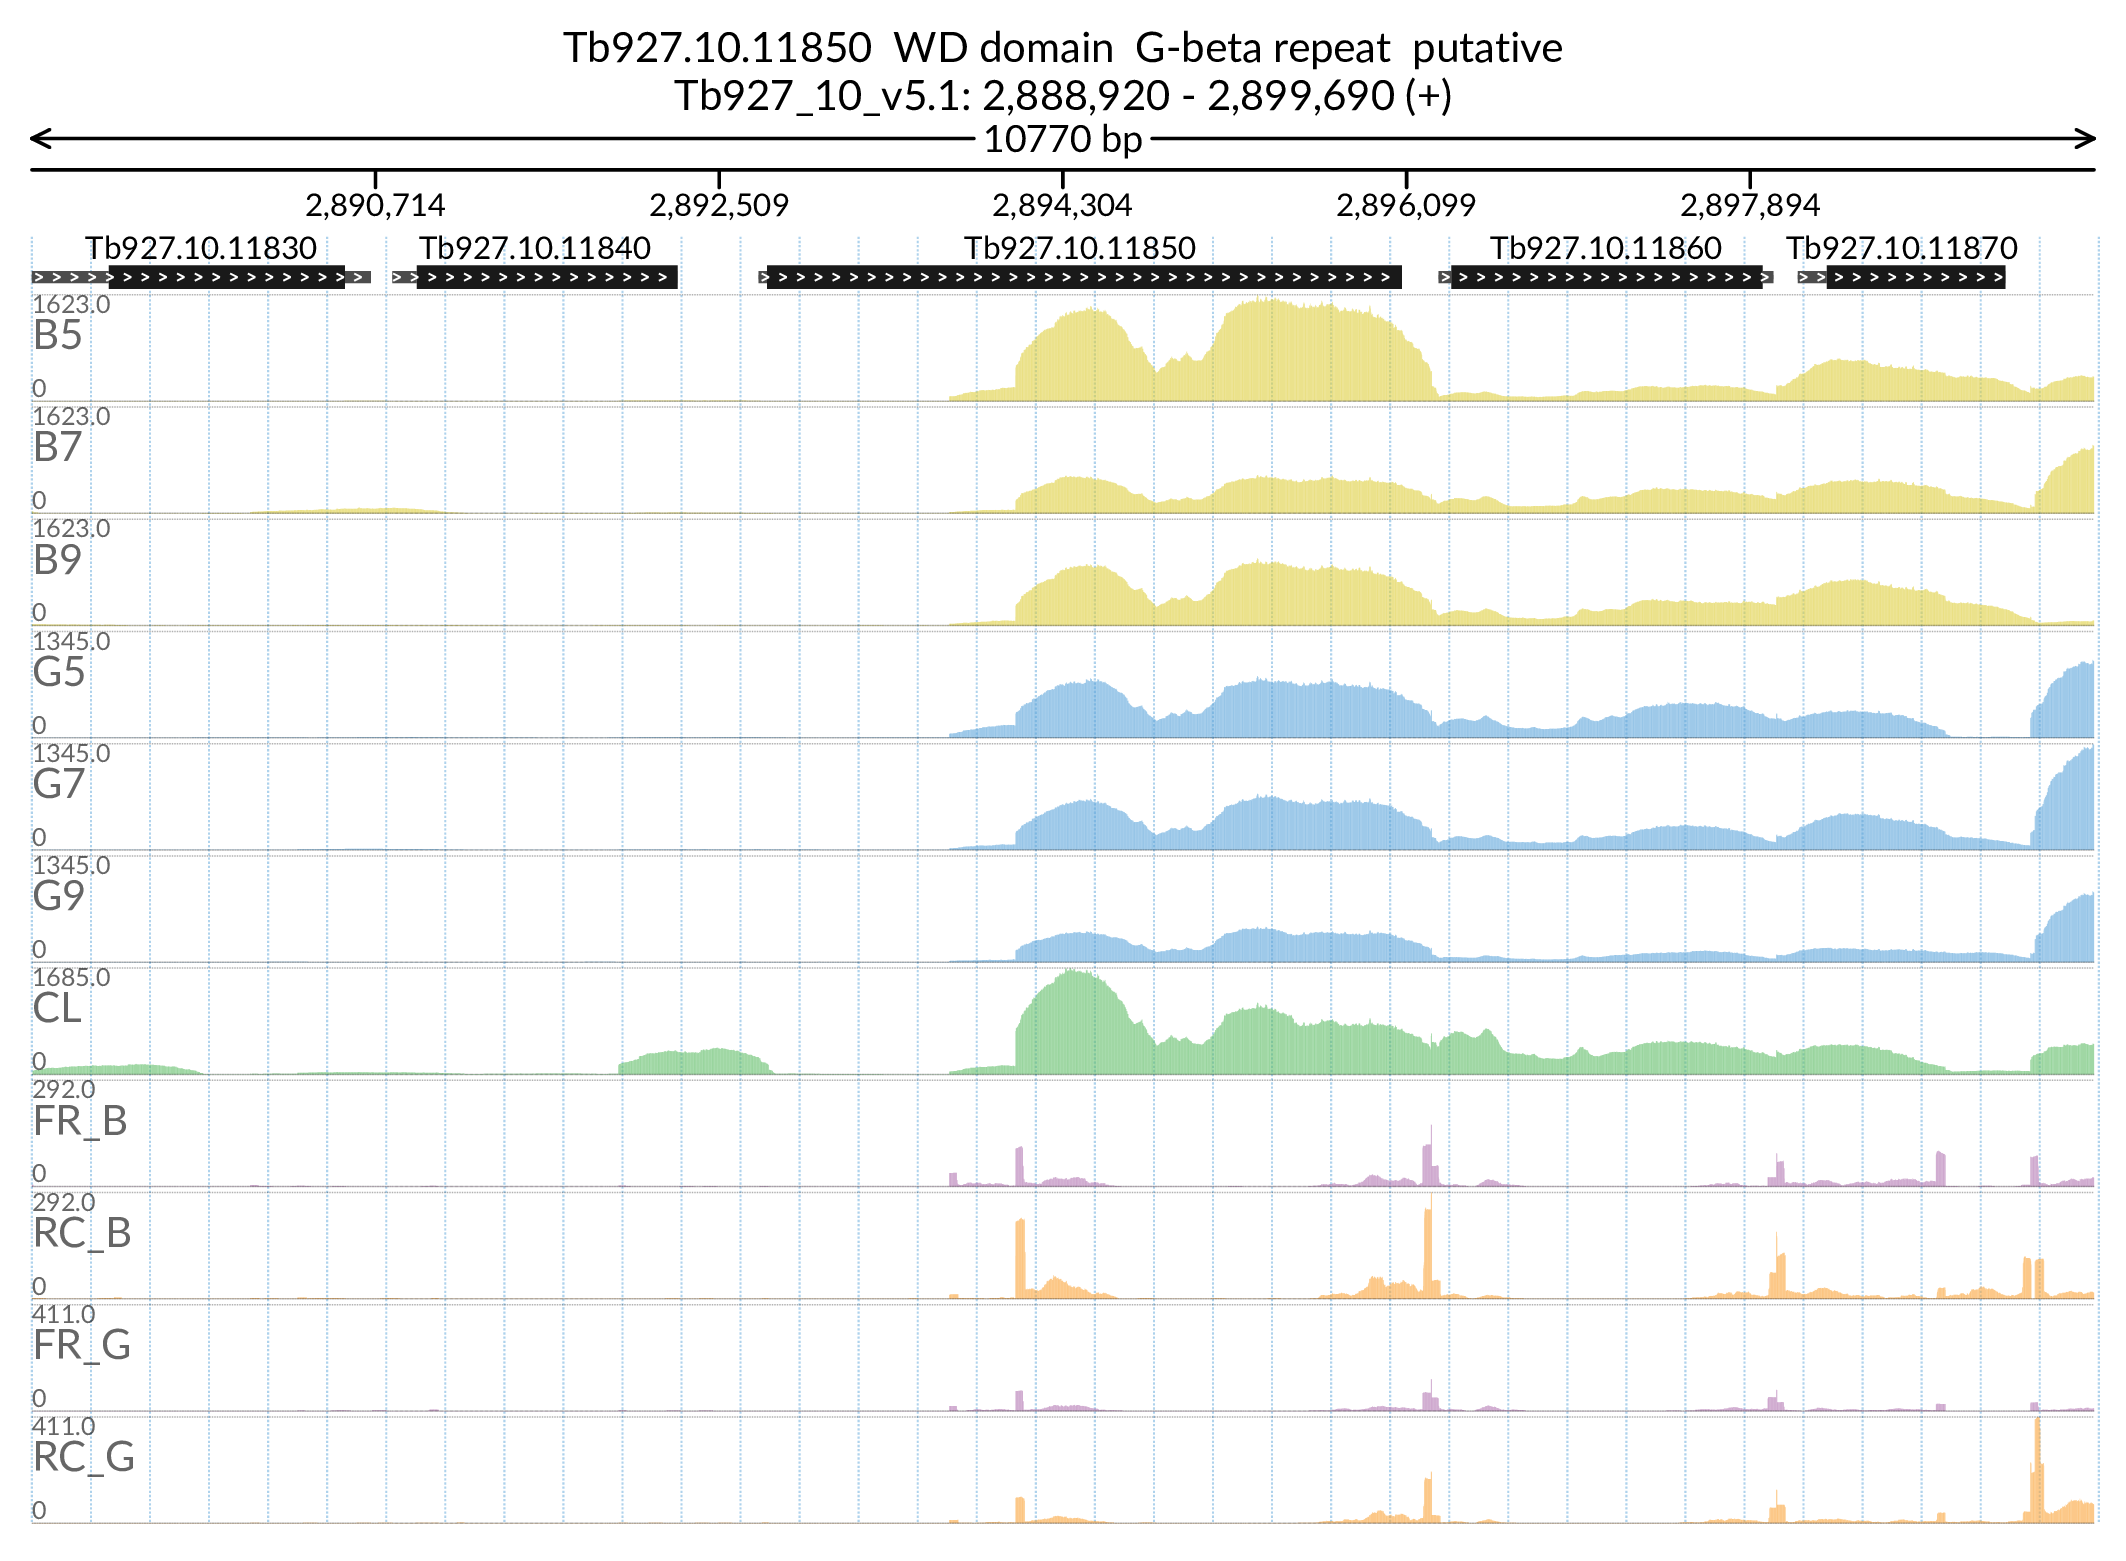 Tb927.10.11850  WD domain  G-beta repeat  putative
Tb927_10_v5.1: 2,888,920 - 2,899,690 (+)
10770 bp
2,890,714 2,892,509 2,894,304 2,896,099 2,897,894
Tb927.10.11830 Tb927.10.11840 Tb927.10.11850 Tb927.10.11860 Tb927.10.11870
1623.0
B5
0
1623.0
B7
0
1623.0
B9
0
1345.0
G5
0
1345.0
G7
0
1345.0
G9
0
1685.0
CL
0
292.0
FR_B
0
292.0
RC_B
0
411.0
FR_G
0
411.0
RC_G
0